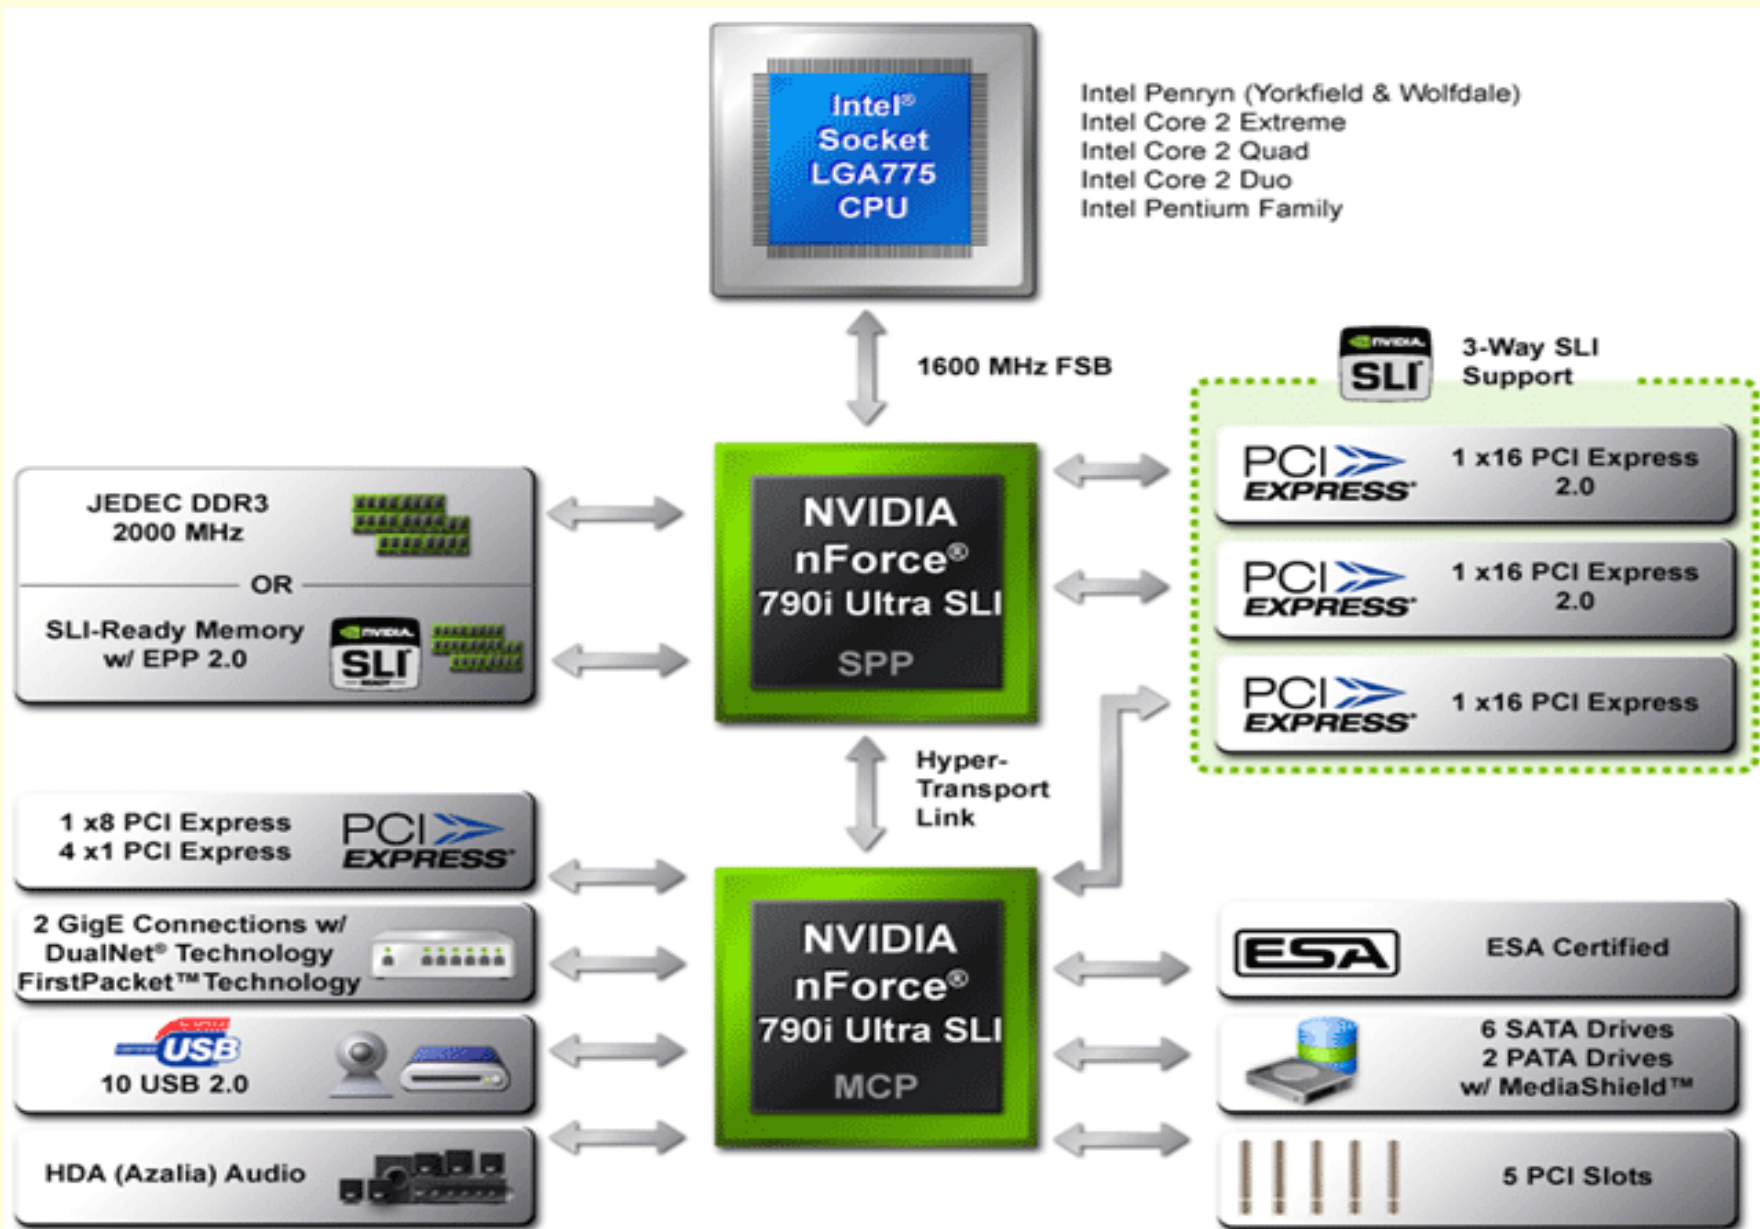 Intel®
Socket
LGA775
CPU
Intel Penryn (Yorkfield & Wolfdale)
Intel Core 2 Extreme
Intel Core 2 Quad
Intel Core 2 Duo
Intel Pentium Family
1600 MHz FSB
NVIDIA.
SLI
3-Way SLI
Support
PCI
EXPRESS®
1 x16 PCI Express
2.0
PCI
EXPRESS®
1 x16 PCI Express
2.0
PCI
EXPRESS®
1 x16 PCI Express
JEDEC DDR3
2000 MHz
OR
SLI-Ready Memory
w/ EPP 2.0
NVIDIA.
SLI
READY
NVIDIA
nForce®
790i Ultra SLI
SPP
Hyper-
Transport
Link
1 x8 PCI Express
4 x1 PCI Express
PCI
EXPRESS®
2 GigE Connections w/
DualNet® Technology
FirstPacket™ Technology
USB
10 USB 2.0
HDA (Azalia) Audio
NVIDIA
nForce®
790i Ultra SLI
MCP
ESA
ESA Certified
6 SATA Drives
2 PATA Drives
w/ MediaShield™
5 PCI Slots